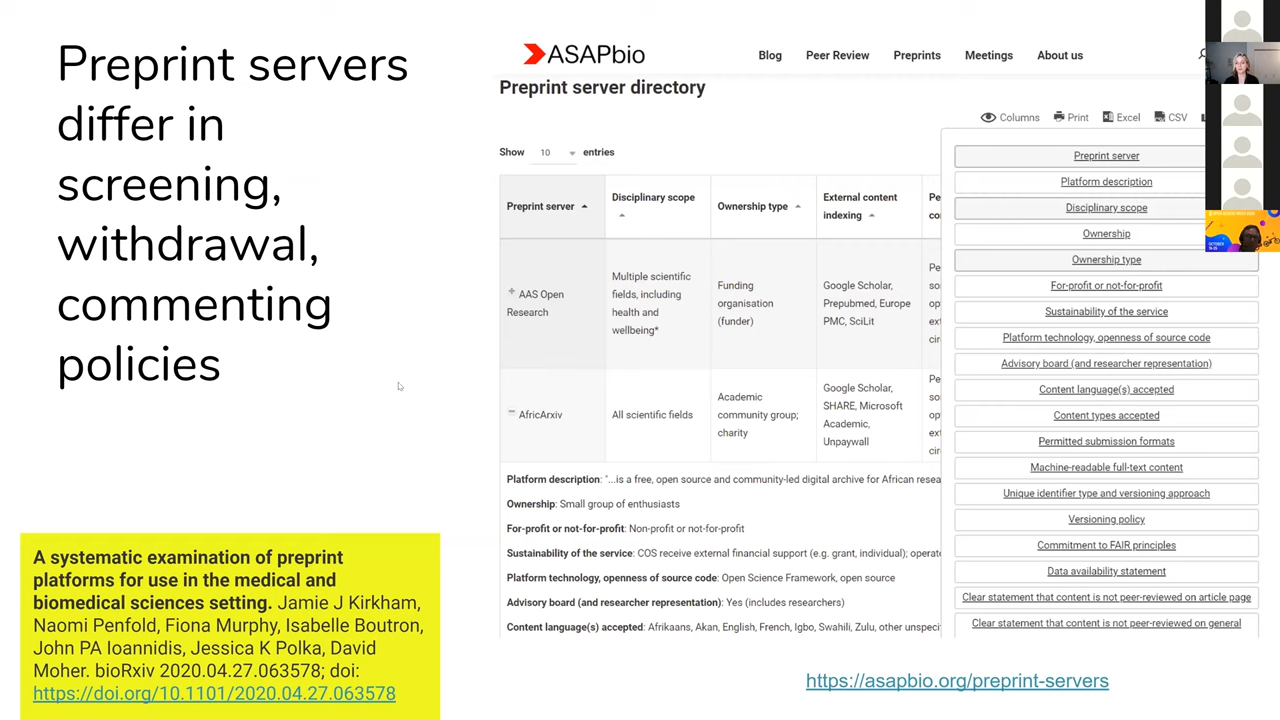 Preprint servers
differ in
screening,
withdrawal,
commenting
policies
A systematic examination of preprint
platforms for use in the medical and
biomedical sciences setting. Jamie J Kirkham,
Naomi Penfold, Fiona Murphy, Isabelle Boutron,
John PA Ioannidis, Jessica K Polka, David
Moher. bioRxiv 2020.04.27.063578; doi:
https://doi.org/10.1101/2020.04.27.063578
ASAPbio
Blog Peer Review Preprints Meetings About us
Preprint server directory
Columns Print Excel CSV
Show 10 entries
Preprint server Disciplinary scope Ownership type External content indexing Pe co
AAS Open
Research
Multiple scientific
fields, including
health and
wellbeing*
Funding
organisation
(funder)
Google Scholar,
Prepubmed, Europe
PMC, SciLit
Pe
so
op
ex
cir
AfricArxiv
All scientific fields
Academic
community group;
charity
Google Scholar,
SHARE, Microsoft
Academic,
Unpaywall
Pe
so
op
ext
cir
Platform description: "...is a free, open source and community-led digital archive for African resea
Ownership: Small group of enthusiasts
For-profit or not-for-profit: Non-profit or not-for-profit
Sustainability of the service: COS receive external financial support (e.g. grant, individual); operato
Platform technology, openness of source code: Open Science Framework, open source
Advisory board (and researcher representation): Yes (includes researchers)
Content language(s) accepted: Afrikaans, Akan, English, French, Igbo, Swahili, Zulu, other unspeci
Preprint server
Platform description
Disciplinary scope
Ownership
Ownership type
For-profit or not-for-profit
Sustainability of the service
Platform technology, openness of source code
Advisory board (and researcher representation)
Content language(s) accepted
Content types accepted
Permitted submission formats
Machine-readable full-text content
Unique identifier type and versioning approach
Versioning policy
Commitment to FAIR principles
Data availability statement
Clear statement that content is not peer-reviewed on article page
Clear statement that content is not peer-reviewed on general
https://asapbio.org/preprint-servers